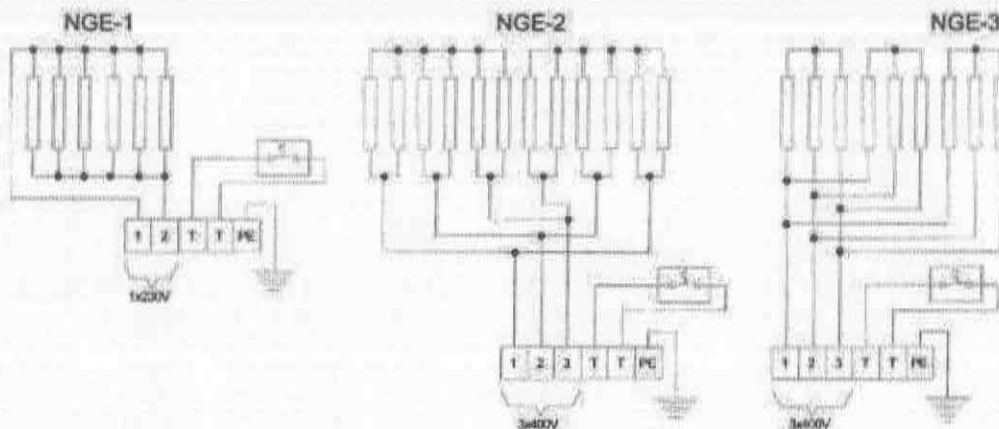 NGE-1
NGE-2
NGE-3
1 2 T T PE
1x230V
1 2 3 T T PE
3x400V
1 2 3 T T PE
3x400V